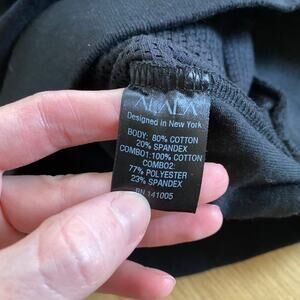 ALALA
Designed in New York
BODY: 80% COTTON
20% SPANDEX
COMBO1:100% COTTON
COMBO2:
77% POLYESTER
23% SPANDEX
RN 141005